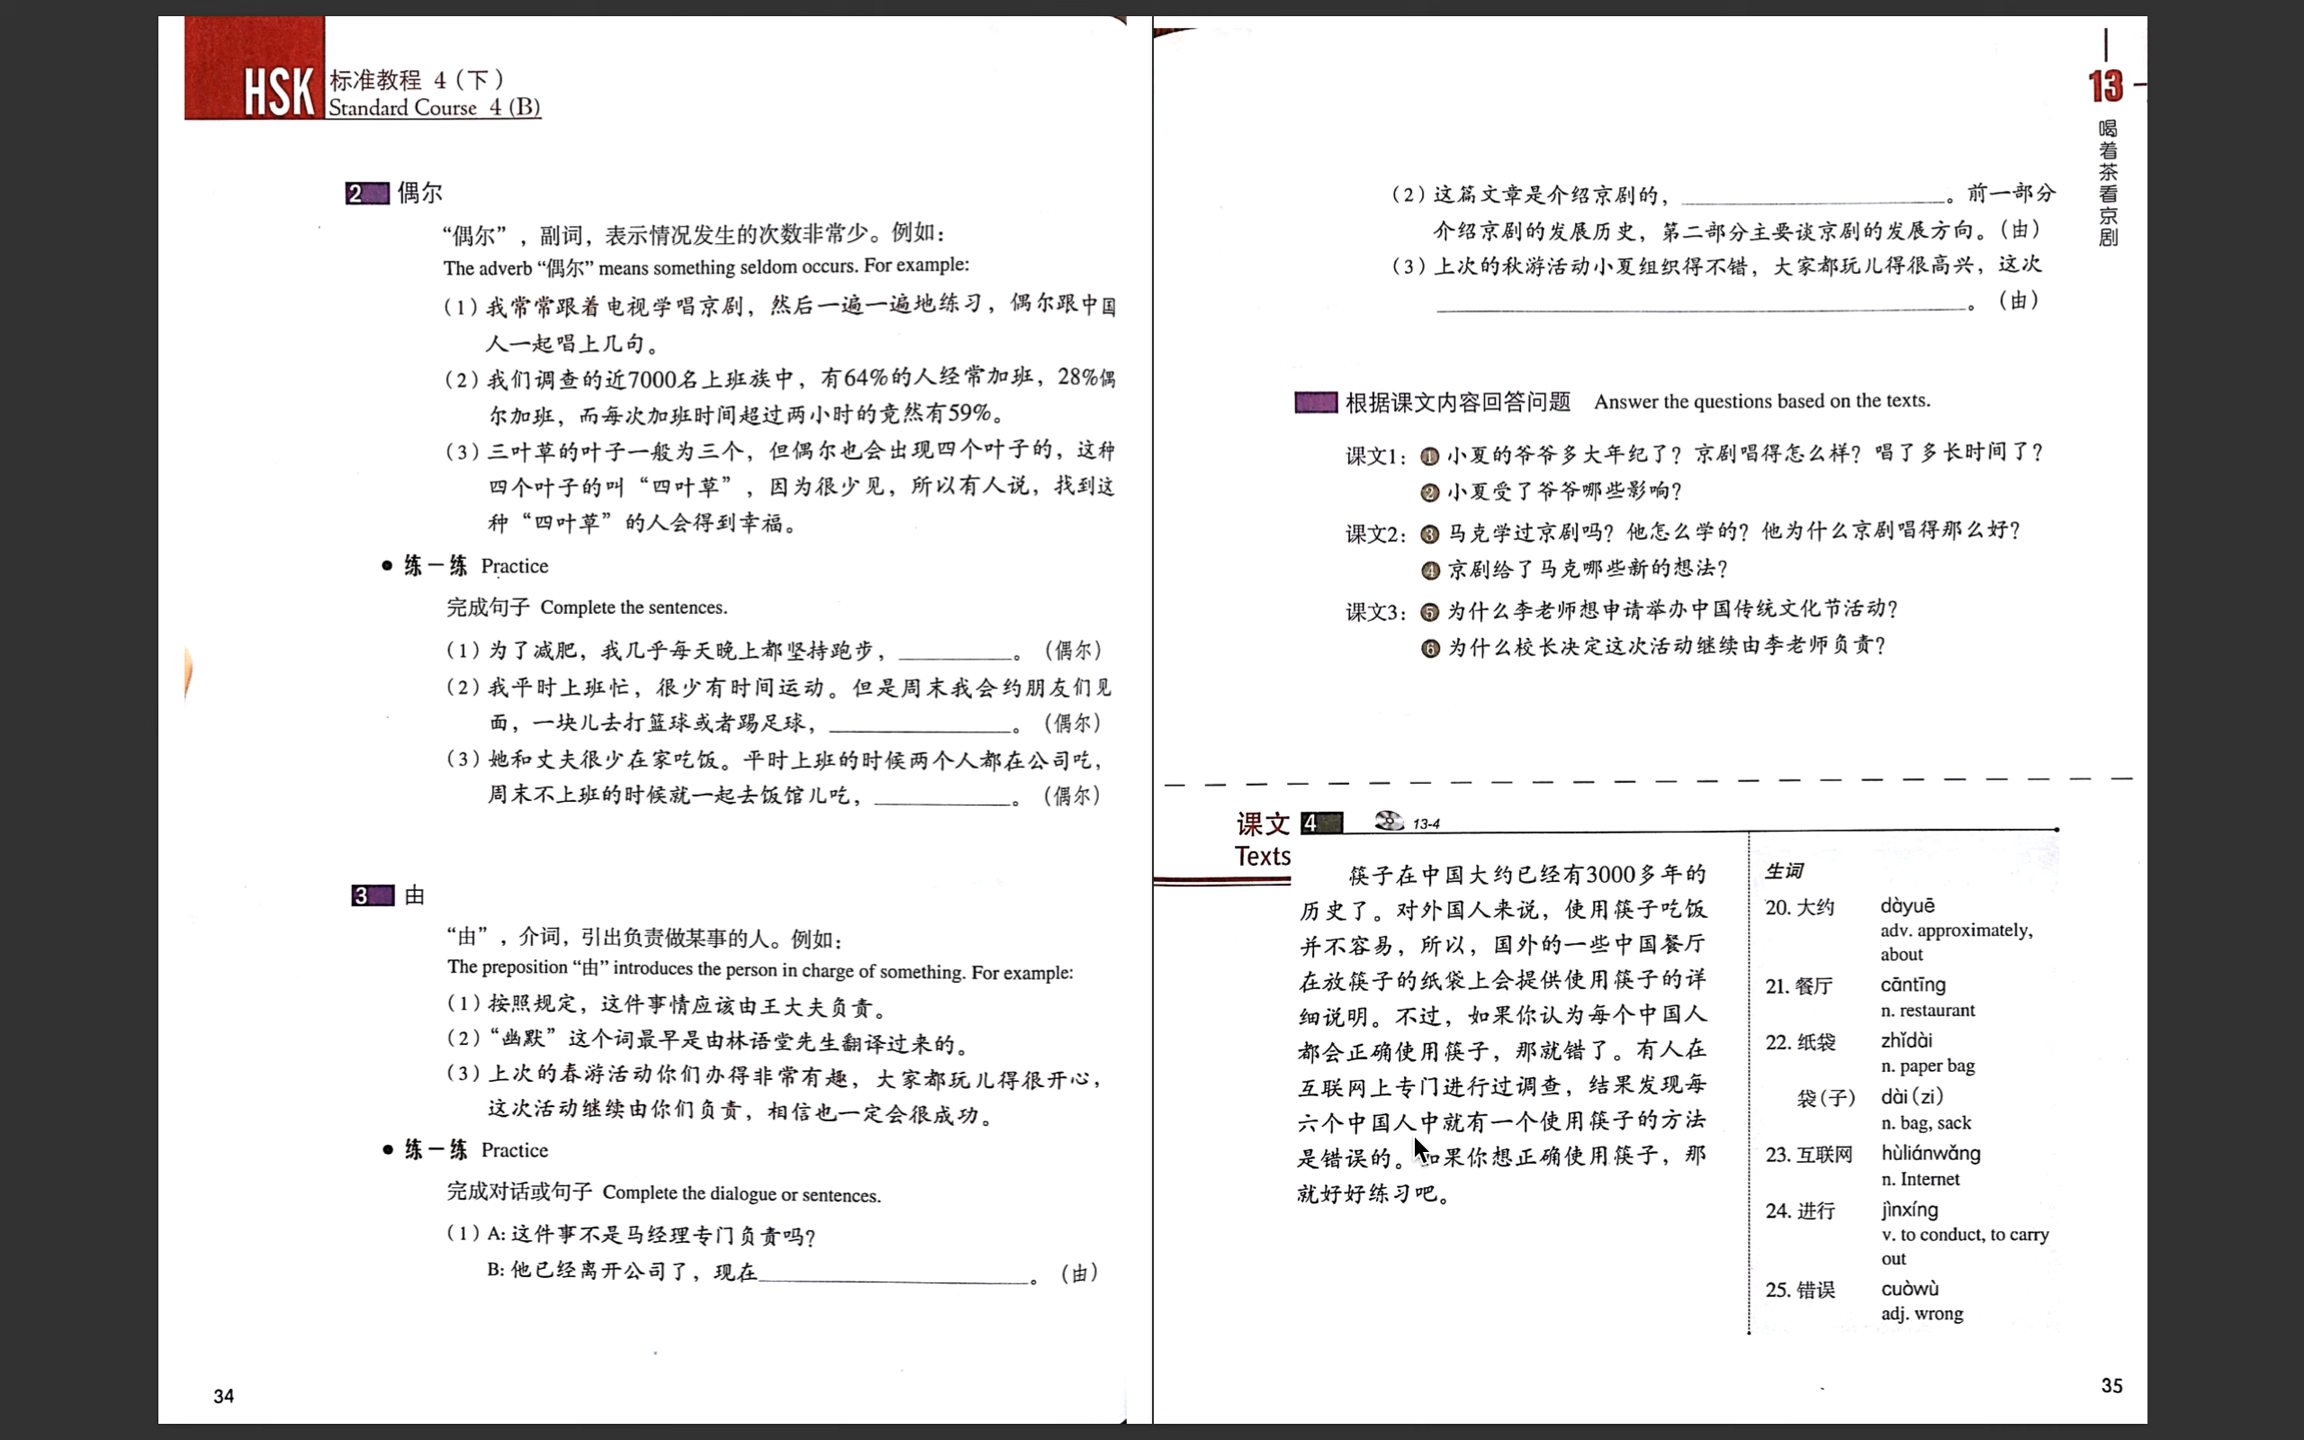 HSK 标准教程 4（下）
Standard Course 4 (B)
2 偶尔
“偶尔”，副词，表示情况发生的次数非常少。例如：
The adverb “偶尔” means something seldom occurs. For example:
（1）我常常跟着电视学唱京剧，然后一遍一遍地练习，偶尔跟中国
人一起唱上几句。
（2）我们调查的近7000名上班族中，有64%的人经常加班，28%偶
尔加班，而每次加班时间超过两小时的竟然有59%。
（3）三叶草的叶子一般为三个，但偶尔也会出现四个叶子的，这种
四个叶子的叫“四叶草”，因为很少见，所以有人说，找到这
种“四叶草”的人会得到幸福。
● 练一练 Practice
完成句子 Complete the sentences.
（1）为了减肥，我几乎每天晚上都坚持跑步，__________。（偶尔）
（2）我平时上班忙，很少有时间运动。但是周末我会约朋友们见
面，一块儿去打篮球或者踢足球，________________。（偶尔）
（3）她和丈夫很少在家吃饭。平时上班的时候两个人都在公司吃，
周末不上班的时候就一起去饭馆儿吃，____________。（偶尔）
3 由
“由”，介词，引出负责做某事的人。例如：
The preposition “由” introduces the person in charge of something. For example:
（1）按照规定，这件事情应该由王大夫负责。
（2）“幽默”这个词最早是由林语堂先生翻译过来的。
（3）上次的春游活动你们办得非常有趣，大家都玩儿得很开心，
这次活动继续由你们负责，相信也一定会很成功。
● 练一练 Practice
完成对话或句子 Complete the dialogue or sentences.
（1）A: 这件事不是马经理专门负责吗？
B: 他已经离开公司了，现在________________________。（由）
34
13
喝着茶看京剧
（2）这篇文章是介绍京剧的，________________________。前一部分
介绍京剧的发展历史，第二部分主要谈京剧的发展方向。（由）
（3）上次的秋游活动小夏组织得不错，大家都玩儿得很高兴，这次
________________________________________________。（由）
根据课文内容回答问题 Answer the questions based on the texts.
课文1：❶ 小夏的爷爷多大年纪了？京剧唱得怎么样？唱了多长时间了？
❷ 小夏受了爷爷哪些影响？
课文2：❸ 马克学过京剧吗？他怎么学的？他为什么京剧唱得那么好？
❹ 京剧给了马克哪些新的想法？
课文3：❺ 为什么李老师想申请举办中国传统文化节活动？
❻ 为什么校长决定这次活动继续由李老师负责？
课文 4 13-4
Texts
筷子在中国大约已经有3000多年的
历史了。对外国人来说，使用筷子吃饭
并不容易，所以，国外的一些中国餐厅
在放筷子的纸袋上会提供使用筷子的详
细说明。不过，如果你认为每个中国人
都会正确使用筷子，那就错了。有人在
互联网上专门进行过调查，结果发现每
六个中国人中就有一个使用筷子的方法
是错误的。如果你想正确使用筷子，那
就好好练习吧。
生词
20. 大约 dàyuē
adv. approximately,
about
21. 餐厅 cāntīng
n. restaurant
22. 纸袋 zhǐdài
n. paper bag
袋（子） dài (zi)
n. bag, sack
23. 互联网 hùliánwǎng
n. Internet
24. 进行 jìnxíng
v. to conduct, to carry
out
25. 错误 cuòwù
adj. wrong
35